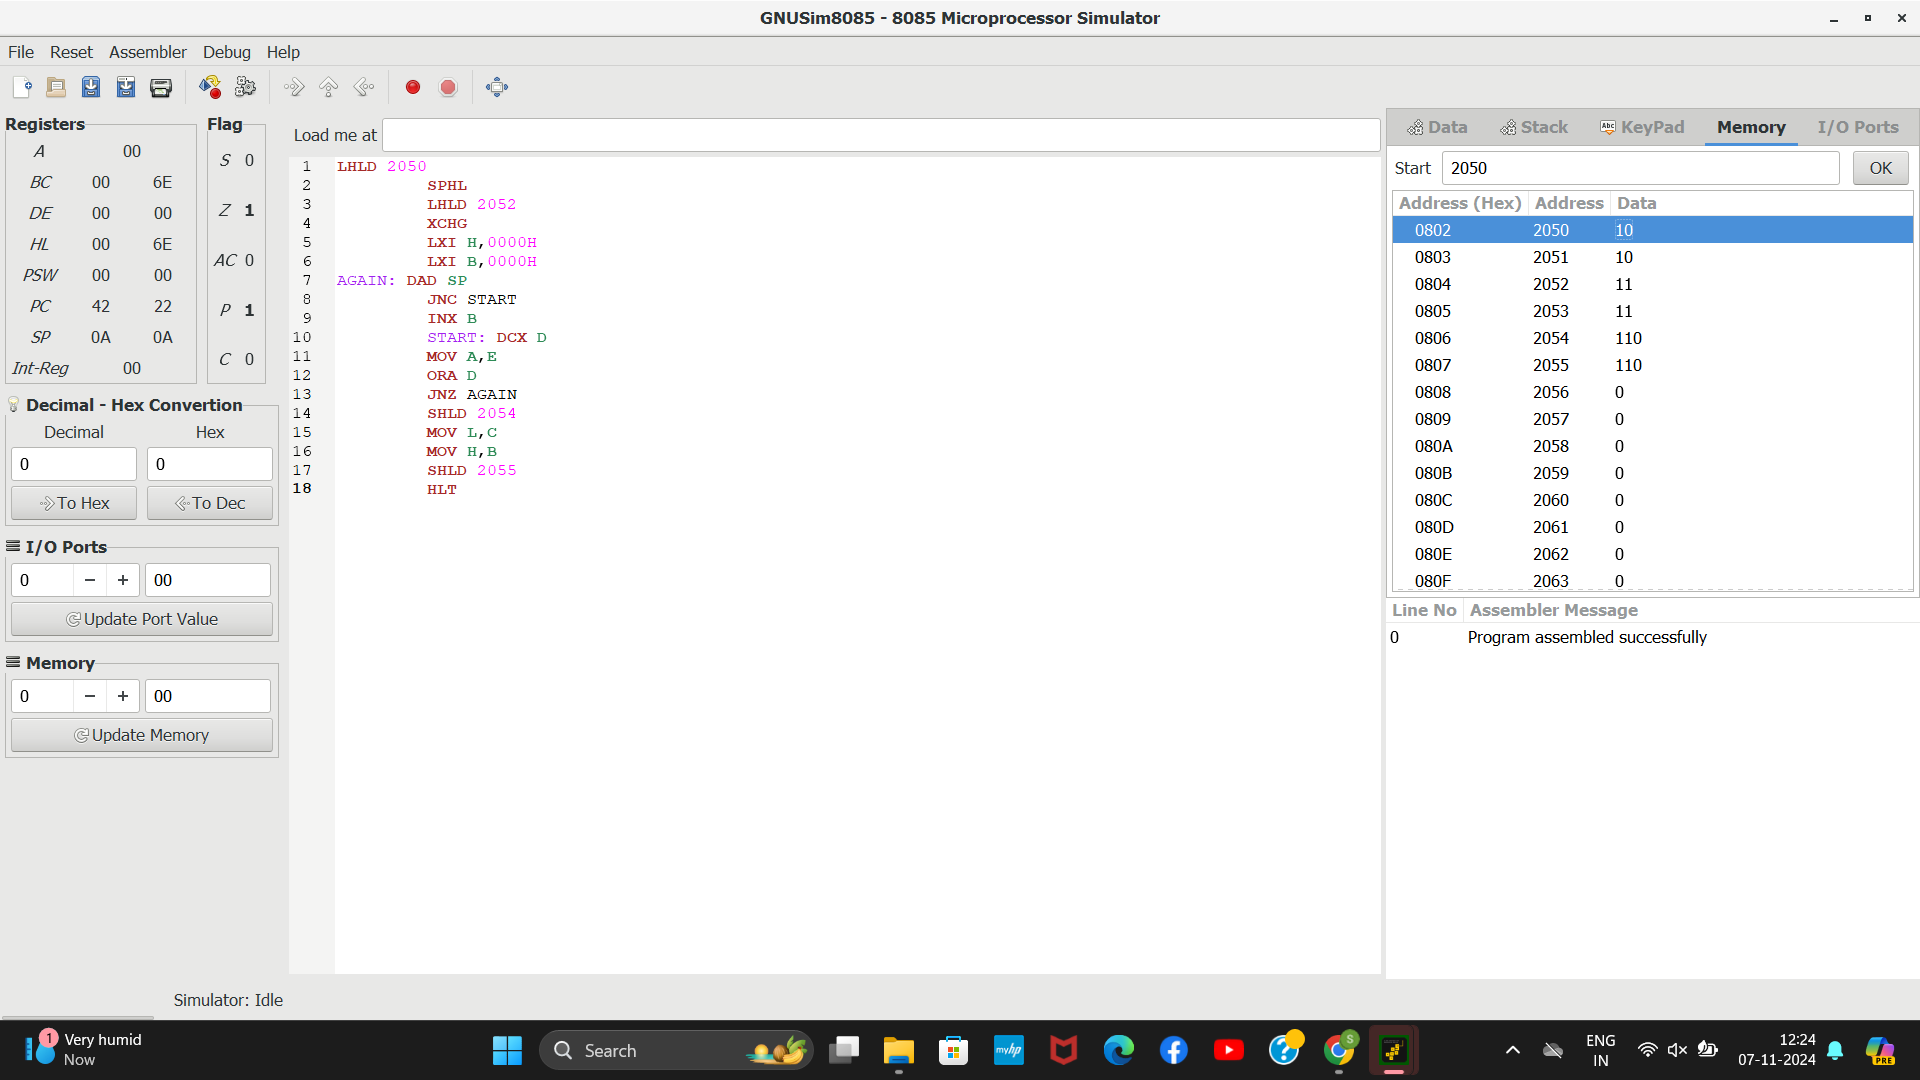 GNUSim8085 - 8085 Microprocessor Simulator
File Reset Assembler Debug Help
Registers
A 00
BC 00 6E
DE 00 00
HL 00 6E
PSW 00 00
PC 42 22
SP 0A 0A
Int-Reg 00
Flag
S 0
Z 1
AC 0
P 1
C 0
Decimal - Hex Convertion
Decimal Hex
0 0
To Hex To Dec
I/O Ports
0 − + 00
Update Port Value
Memory
0 − + 00
Update Memory
Load me at
1 LHLD 2050
2 SPHL
3 LHLD 2052
4 XCHG
5 LXI H,0000H
6 LXI B,0000H
7 AGAIN: DAD SP
8 JNC START
9 INX B
10 START: DCX D
11 MOV A,E
12 ORA D
13 JNZ AGAIN
14 SHLD 2054
15 MOV L,C
16 MOV H,B
17 SHLD 2055
18 HLT
Data Stack Abc KeyPad Memory I/O Ports
Start 2050 OK
Address (Hex) Address Data
0802 2050 10
0803 2051 10
0804 2052 11
0805 2053 11
0806 2054 110
0807 2055 110
0808 2056 0
0809 2057 0
080A 2058 0
080B 2059 0
080C 2060 0
080D 2061 0
080E 2062 0
080F 2063 0
Line No Assembler Message
0 Program assembled successfully
Simulator: Idle
1 Very humid
Now
Search
myhp
S
ENG
IN
12:24
07-11-2024
PRE